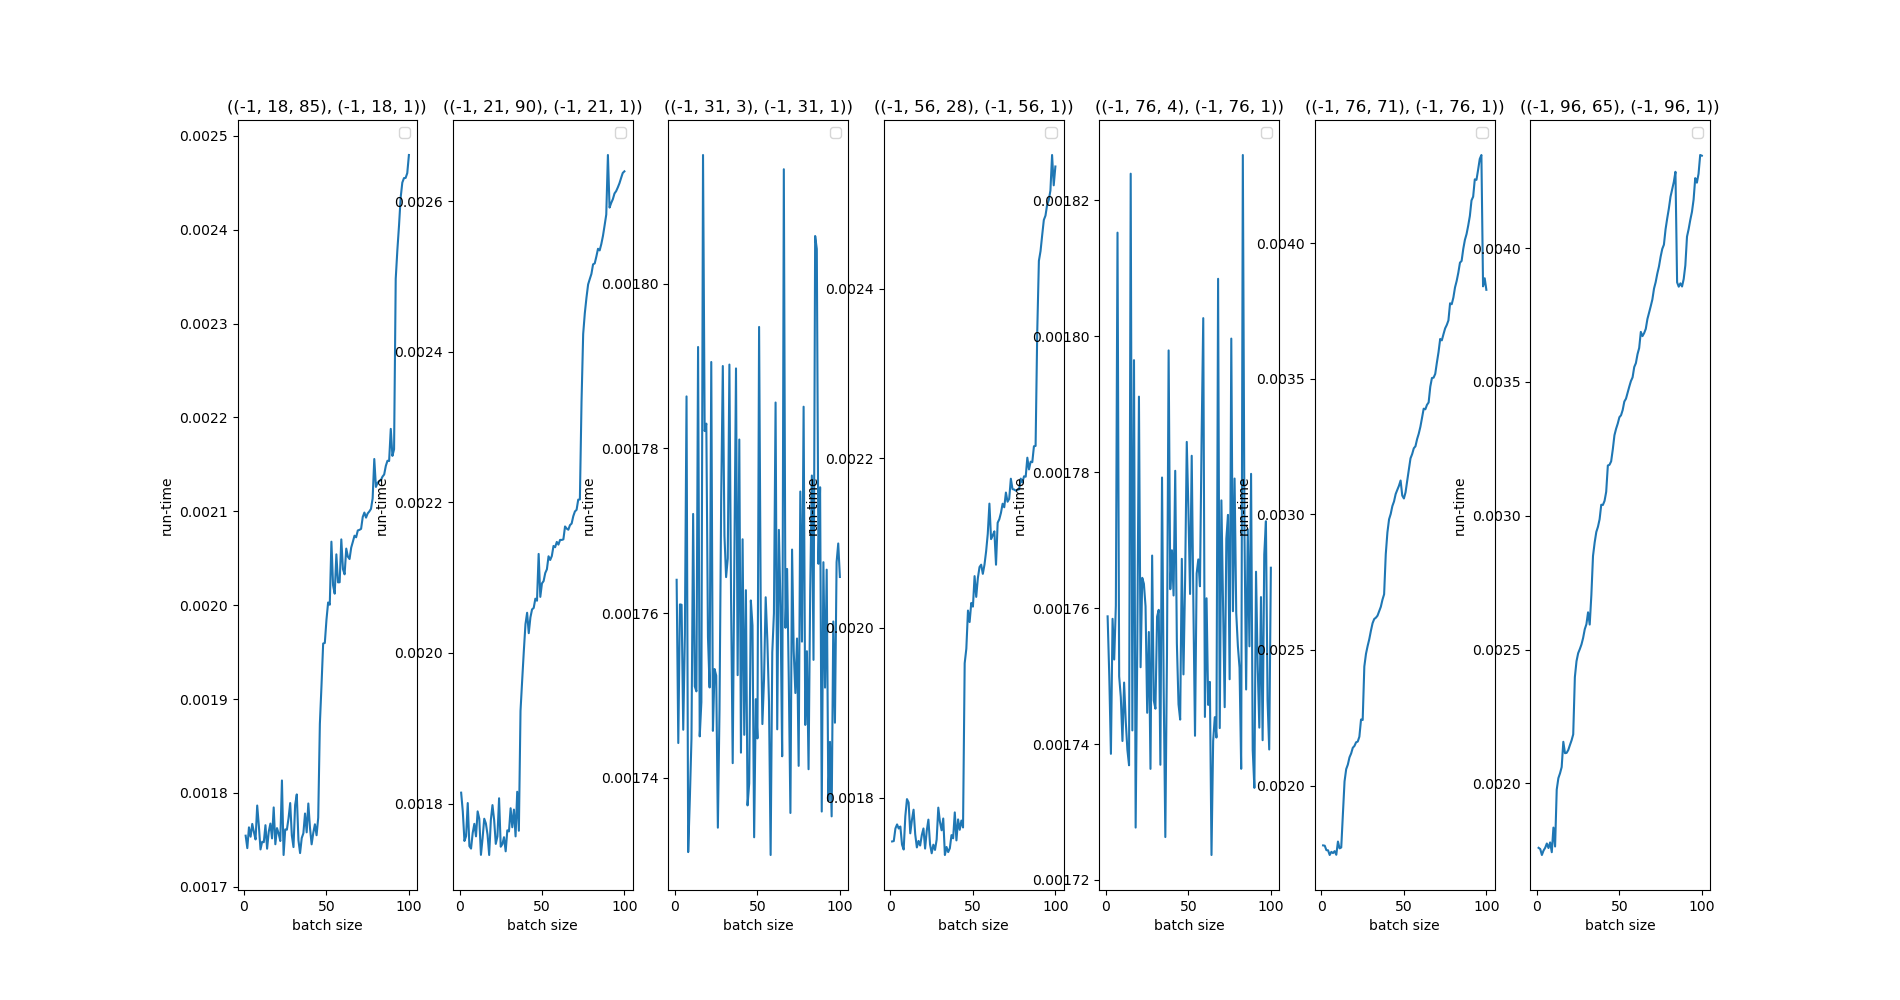 ((-1, 18, 85), (-1, 18, 1))
0.0025
0.0024
0.0023
0.0022
0.0021
0.0020
0.0019
0.0018
0.0017
run-time
0 50 100
batch size
((-1, 21, 90), (-1, 21, 1))
0.0026
0.0024
0.0022
0.0020
0.0018
run-time
0 50 100
batch size
((-1, 31, 3), (-1, 31, 1))
0.00180
0.00178
0.00176
0.00174
run-time
0 50 100
batch size
((-1, 56, 28), (-1, 56, 1))
0.0024
0.0022
0.0020
0.0018
run-time
0 50 100
batch size
((-1, 76, 4), (-1, 76, 1))
0.00182
0.00180
0.00178
0.00176
0.00174
0.00172
run-time
0 50 100
batch size
((-1, 76, 71), (-1, 76, 1))
0.0040
0.0035
0.0030
0.0025
0.0020
run-time
0 50 100
batch size
((-1, 96, 65), (-1, 96, 1))
0.0040
0.0035
0.0030
0.0025
0.0020
run-time
0 50 100
batch size